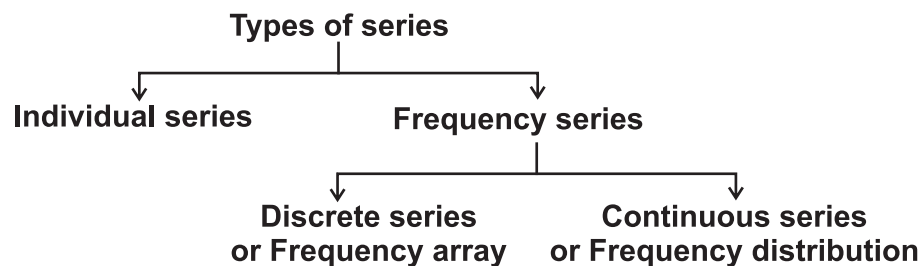 Types of series
Individual series
Frequency series
Discrete series
or Frequency array
Continuous series
or Frequency distribution